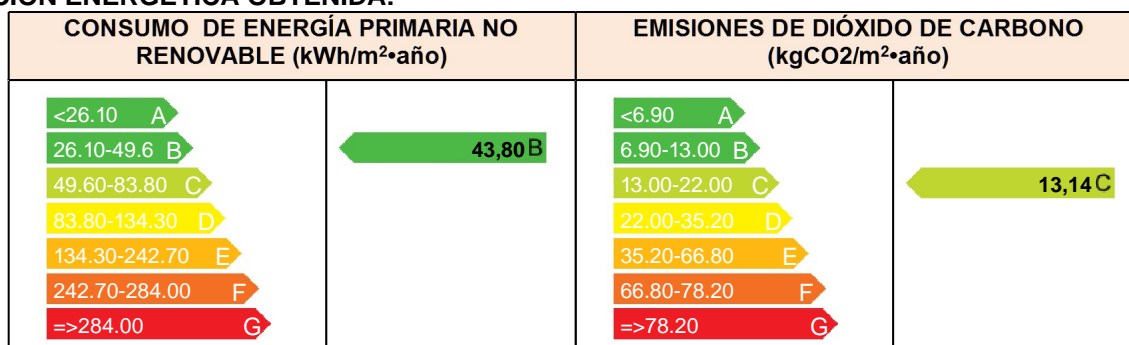 SIÓN ENERGÉTICA OBTENIDA:
CONSUMO DE ENERGÍA PRIMARIA NO
RENOVABLE (kWh/m²•año)
EMISIONES DE DIÓXIDO DE CARBONO
(kgCO2/m²•año)
<26.10 A
26.10-49.6 B
49.60-83.80 C
83.80-134.30 D
134.30-242.70 E
242.70-284.00 F
=>284.00 G
43,80 B
<6.90 A
6.90-13.00 B
13.00-22.00 C
22.00-35.20 D
35.20-66.80 E
66.80-78.20 F
=>78.20 G
13,14 C